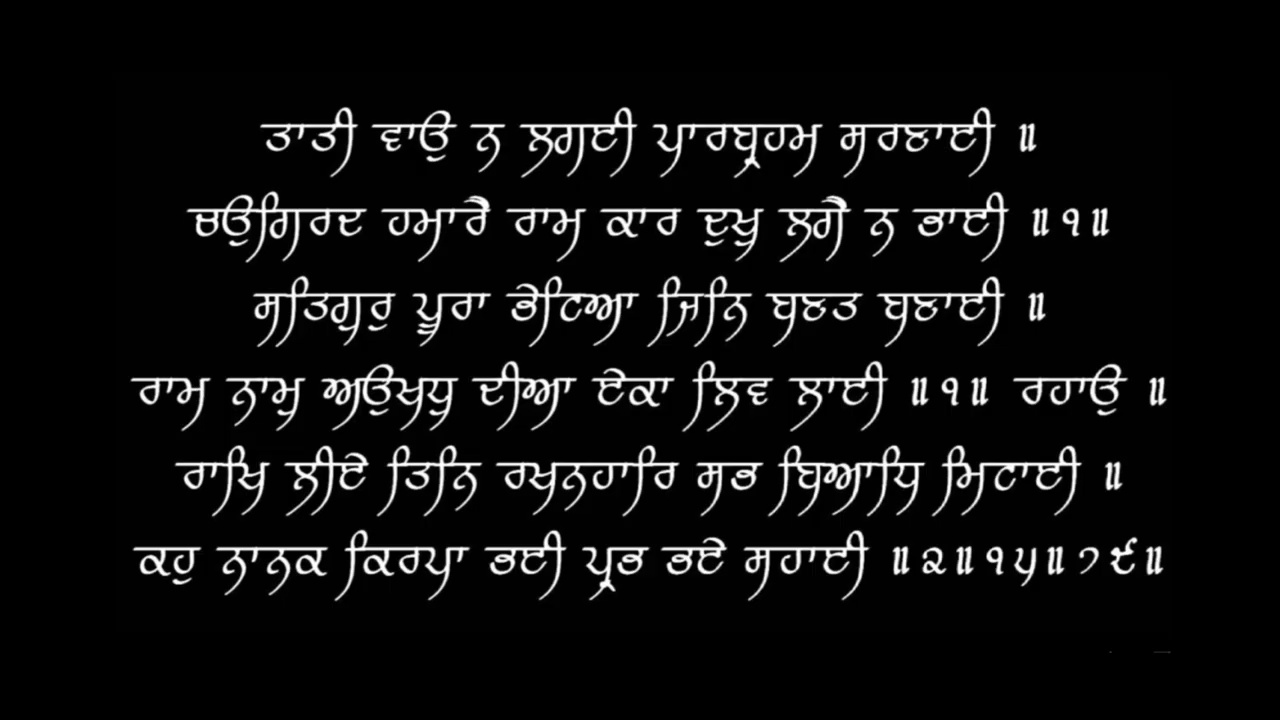 ਤਾਤੀ ਵਾਉ ਨ ਲਗਈ ਪਾਰਬ੍ਰਹਮ ਸਰਣਾਈ ॥
ਚਉਗਿਰਦ ਹਮਾਰੈ ਰਾਮ ਕਾਰ ਦੁਖੁ ਲਗੈ ਨ ਭਾਈ ॥੧॥
ਸਤਿਗੁਰੁ ਪੂਰਾ ਭੇਟਿਆ ਜਿਨਿ ਬਣਤ ਬਣਾਈ ॥
ਰਾਮ ਨਾਮੁ ਅਉਖਧੁ ਦੀਆ ਏਕਾ ਲਿਵ ਲਾਈ ॥੧॥ ਰਹਾਉ ॥
ਰਾਖਿ ਲੀਏ ਤਿਨਿ ਰਖਨਹਾਰਿ ਸਭ ਬਿਆਧਿ ਮਿਟਾਈ ॥
ਕਹੁ ਨਾਨਕ ਕਿਰਪਾ ਭਈ ਪ੍ਰਭ ਭਏ ਸਹਾਈ ॥੨॥੧੫॥੭੯॥